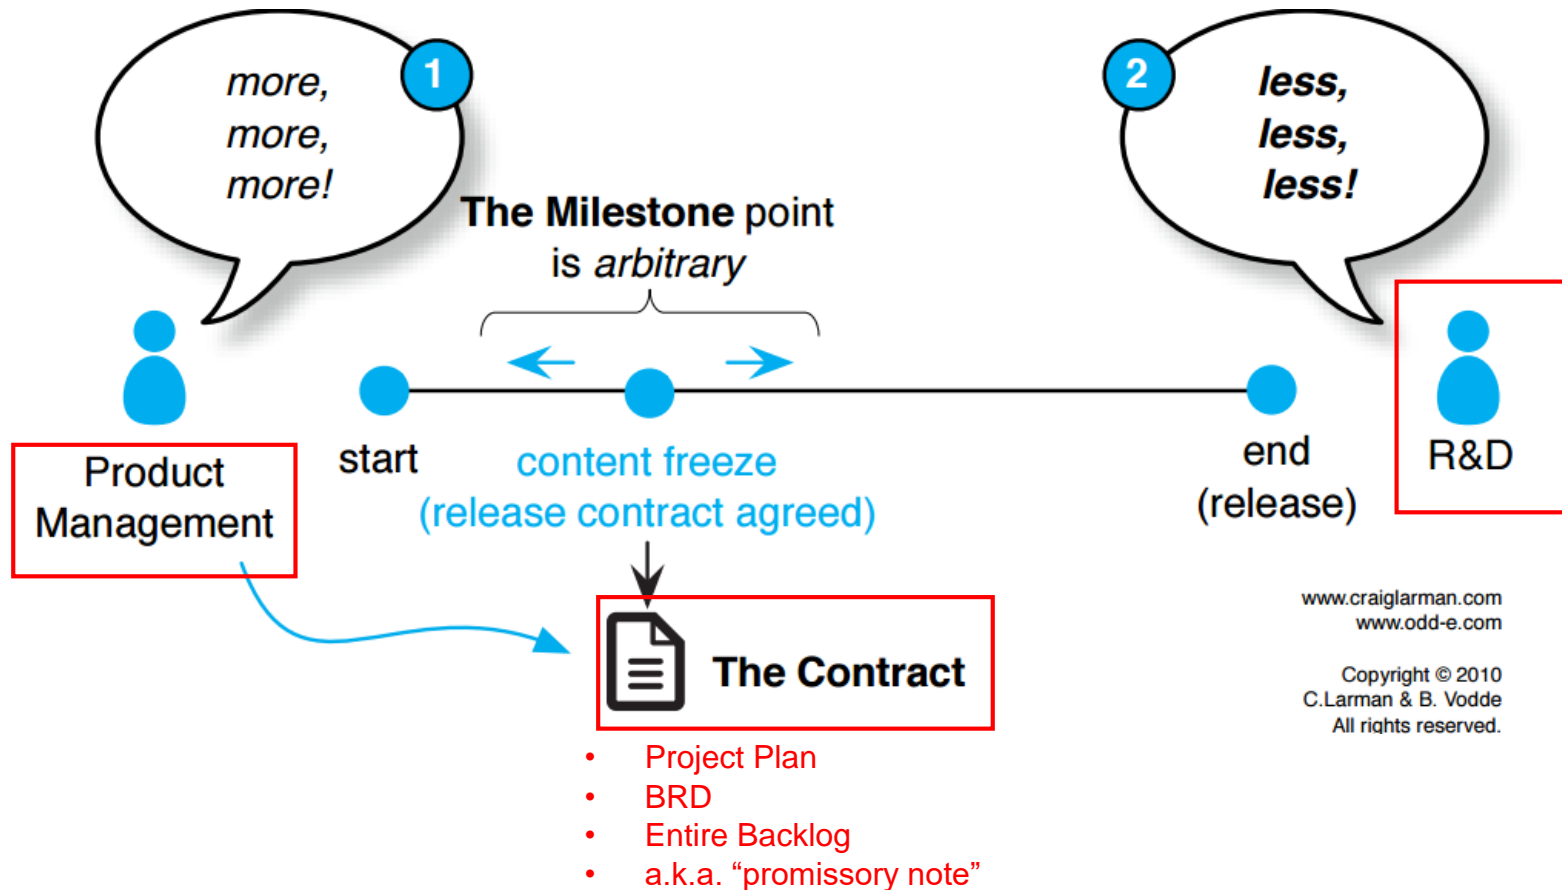 more,
more,
more!
1
2
less,
less,
less!
The Milestone point
is arbitrary
Product
Management
start
content freeze
(release contract agreed)
end
(release)
R&D
The Contract
• Project Plan
• BRD
• Entire Backlog
• a.k.a. “promissory note”
www.craiglarman.com
www.odd-e.com
Copyright © 2010
C.Larman & B. Vodde
All rights reserved.